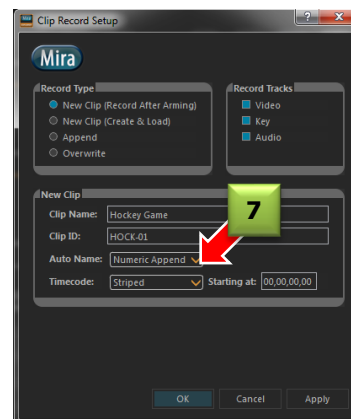 Clip Record Setup
Mira
Record Type
New Clip (Record After Arming)
New Clip (Create & Load)
Append
Overwrite
Record Tracks
Video
Key
Audio
New Clip
Clip Name: Hockey Game
7
Clip ID: HOCK-01
Auto Name: Numeric Append
Timecode: Striped Starting at: 00,00,00,00
OK Cancel Apply